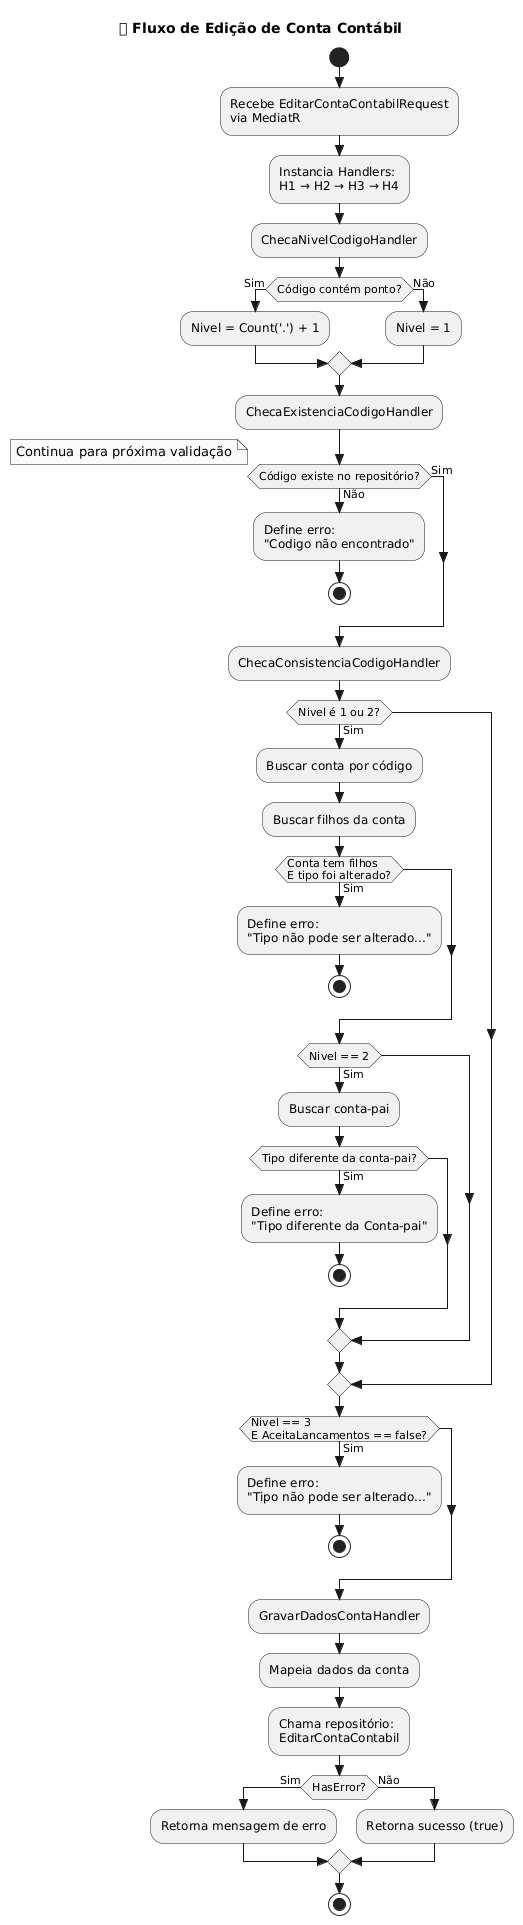 Fluxo de Edição de Conta Contábil
Recebe EditarContaContabilRequest
via MediatR
Instancia Handlers:
H1 → H2 → H3 → H4
ChecaNivelCodigoHandler
Sim
Código contém ponto?
Não
Nivel = Count('.') + 1
Nivel = 1
ChecaExistenciaCodigoHandler
Continua para próxima validação
Código existe no repositório?
Sim
Não
Define erro:
"Codigo não encontrado"
ChecaConsistenciaCodigoHandler
Nivel é 1 ou 2?
Sim
Buscar conta por código
Buscar filhos da conta
Conta tem filhos
E tipo foi alterado?
Sim
Define erro:
"Tipo não pode ser alterado..."
Nivel == 2
Sim
Buscar conta-pai
Tipo diferente da conta-pai?
Sim
Define erro:
"Tipo diferente da Conta-pai"
Nivel == 3
E AceitaLancamentos == false?
Sim
Define erro:
"Tipo não pode ser alterado..."
GravarDadosContaHandler
Mapeia dados da conta
Chama repositório:
EditarContaContabil
Sim
HasError?
Não
Retorna mensagem de erro
Retorna sucesso (true)